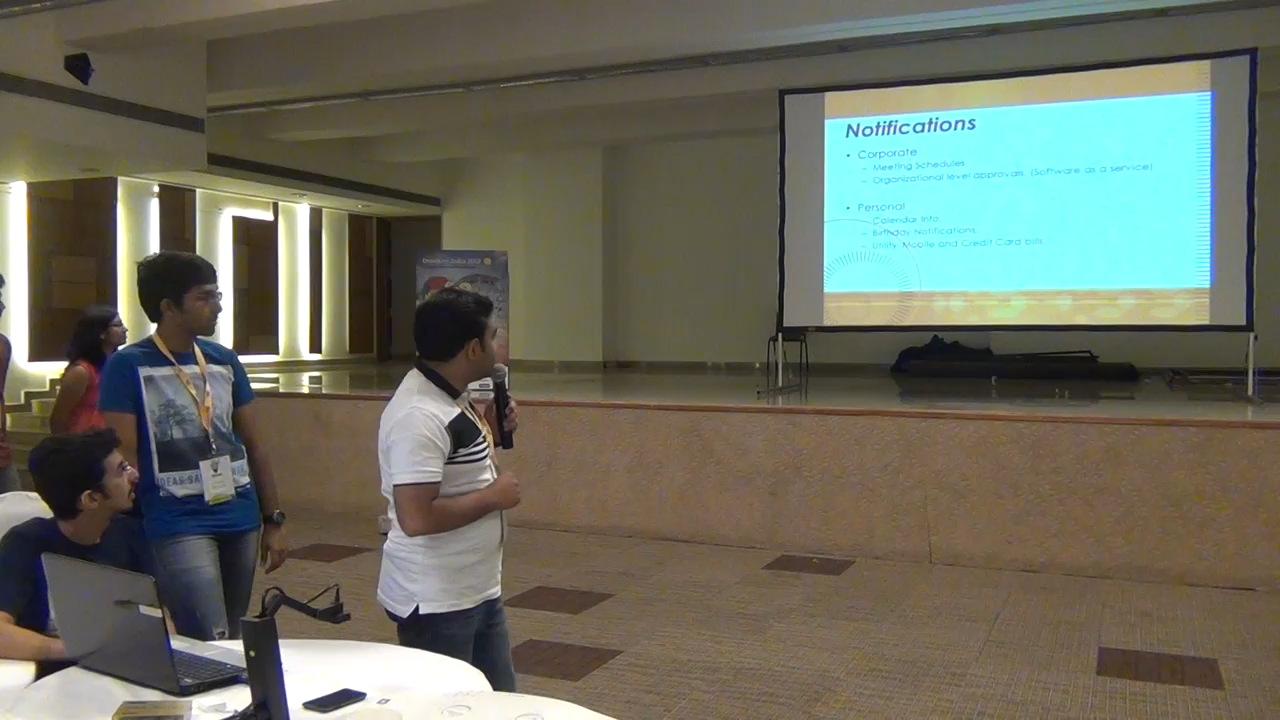 Notifications
• Corporate
– Meeting Schedules
– Organizational level approvals. (Software as a service)
• Personal
– Calendar Info
– Birthday Notifications
– Utility, Mobile and Credit Card bills